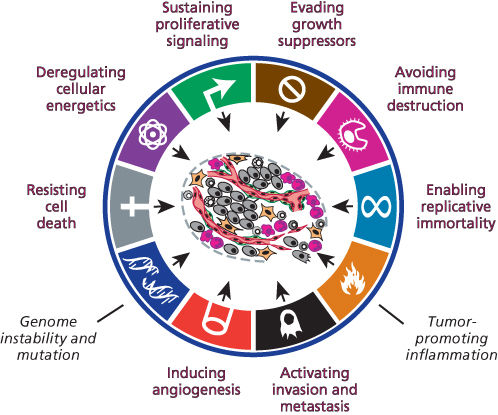 Sustaining
proliferative
signaling
Evading
growth
suppressors
Deregulating
cellular
energetics
Avoiding
immune
destruction
Resisting
cell
death
Enabling
replicative
immortality
Genome
instability and
mutation
Tumor-
promoting
inflammation
Inducing
angiogenesis
Activating
invasion and
metastasis